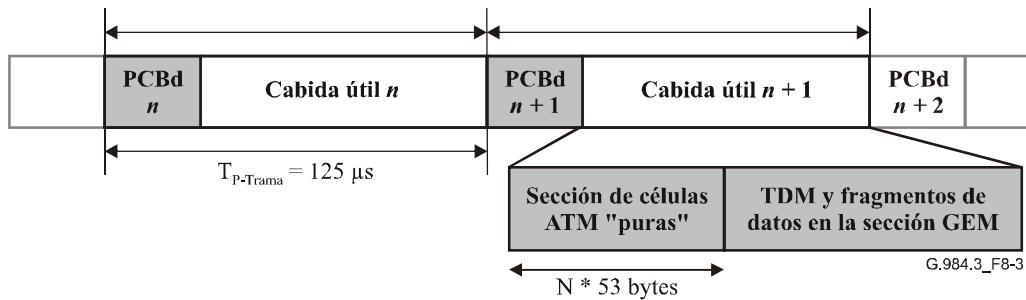 PCBd
n
Cabida útil n
PCBd
n + 1
Cabida útil n + 1
PCBd
n + 2
T_P-Trama = 125 µs
Sección de células
ATM "puras"
TDM y fragmentos de
datos en la sección GEM
G.984.3_F8-3
N * 53 bytes